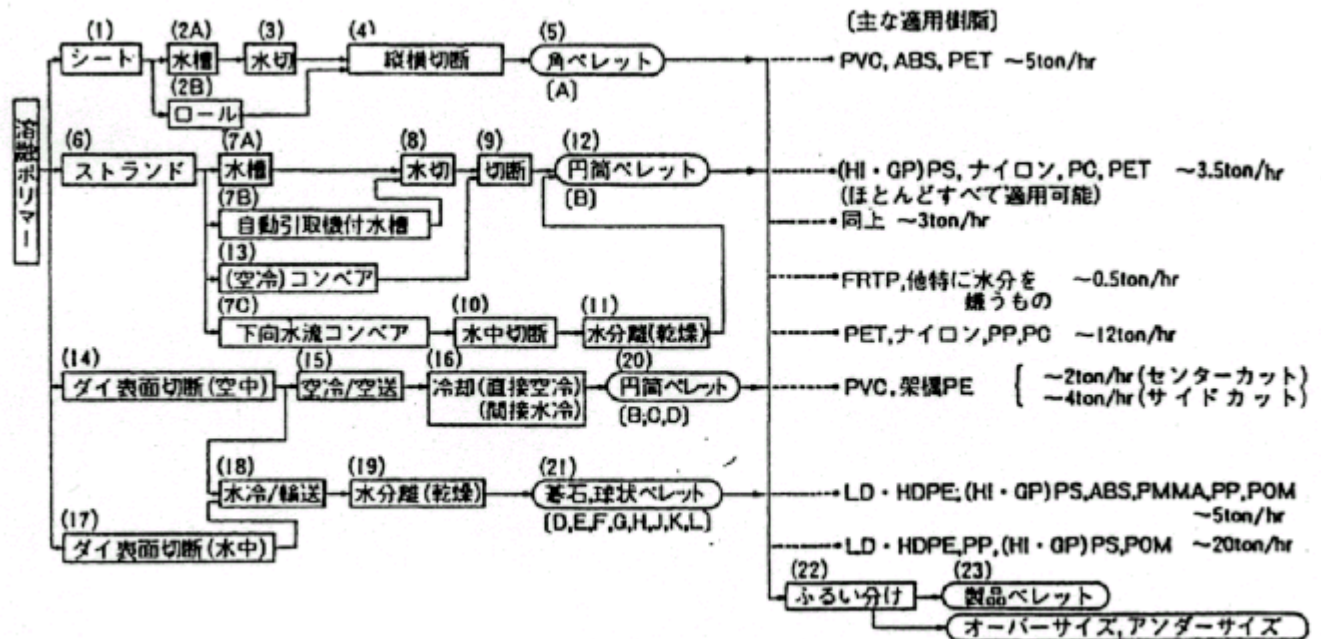 〔主な適用樹脂〕
(1)
シート
(2A)
水槽
(3)
水切
(4)
縦横切断
(5)
角ペレット
(A)
PVC, ABS, PET ~5ton/hr
(2B)
ロール
溶融ポリマー
(6)
ストランド
(7A)
水槽
(8)
水切
(9)
切断
(12)
円筒ペレット
(B)
(HI・GP)PS, ナイロン, PC, PET ~3.5ton/hr
(ほとんどすべて適用可能)
(7B)
自動引取機付水槽
同上 ~3ton/hr
(13)
(空冷)コンベア
FRTP, 他特に水分を ~0.5ton/hr
嫌うもの
(7C)
下向水流コンベア
(10)
水中切断
(11)
水分離(乾燥)
PET, ナイロン, PP, PC ~12ton/hr
(14)
ダイ表面切断(空中)
(15)
空冷/空送
(16)
冷却(直接空冷)
(間接水冷)
(20)
円筒ペレット
(B,C,D)
PVC, 架橋PE
~2ton/hr(センターカット)
~4ton/hr(サイドカット)
(18)
水冷/輸送
(19)
水分離(乾燥)
(21)
碁石,球状ペレット
(D,E,F,G,H,J,K,L)
LD・HDPE, (HI・GP)PS, ABS, PMMA, PP, POM
~5ton/hr
(17)
ダイ表面切断(水中)
LD・HDPE, PP, (HI・GP)PS, POM ~20ton/hr
(22)
ふるい分け
(23)
製品ペレット
オーバーサイズ, アンダーサイズ